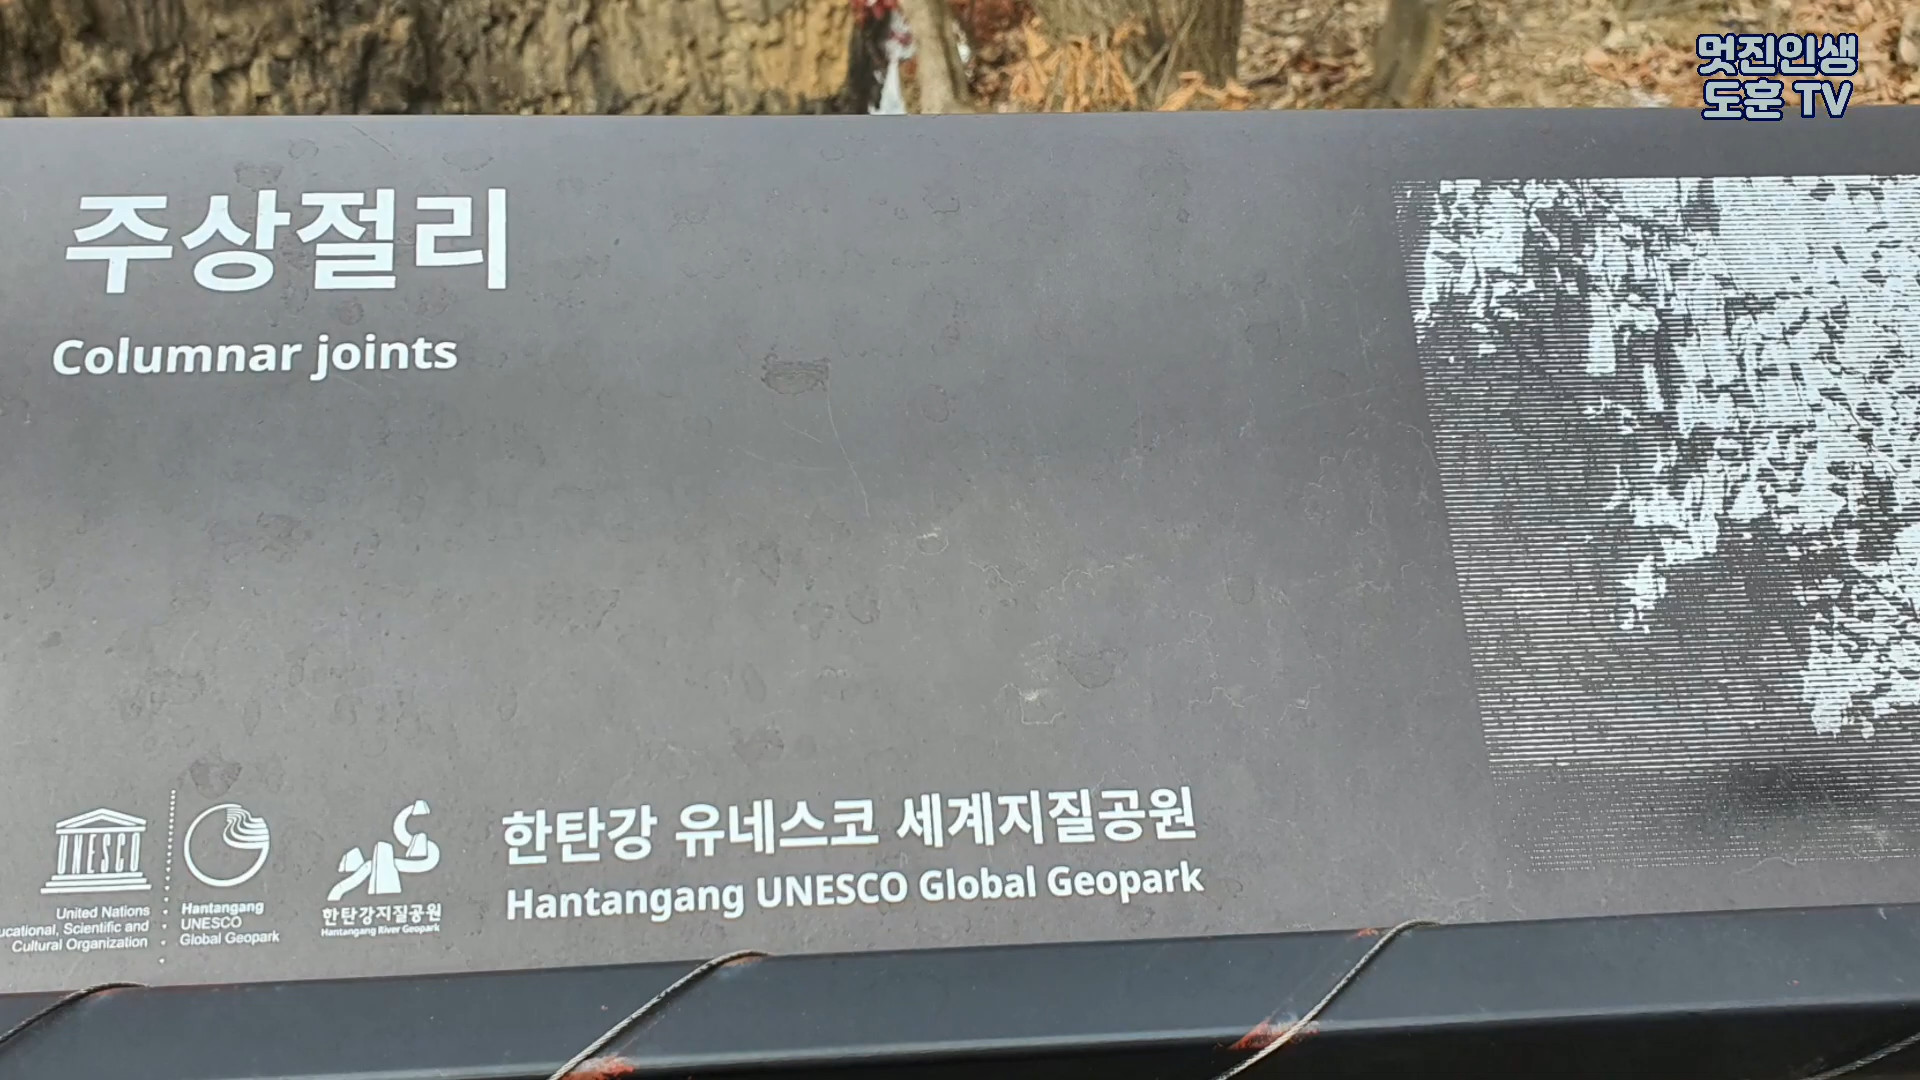 멋진인생
도훈 TV
주상절리
Columnar joints
한탄강 유네스코 세계지질공원
Hantangang UNESCO Global Geopark
UNESCO
United Nations
Scientific and
Cultural Organization
Hantangang
UNESCO
Global Geopark
한탄강지질공원
Hantangang River Geopark